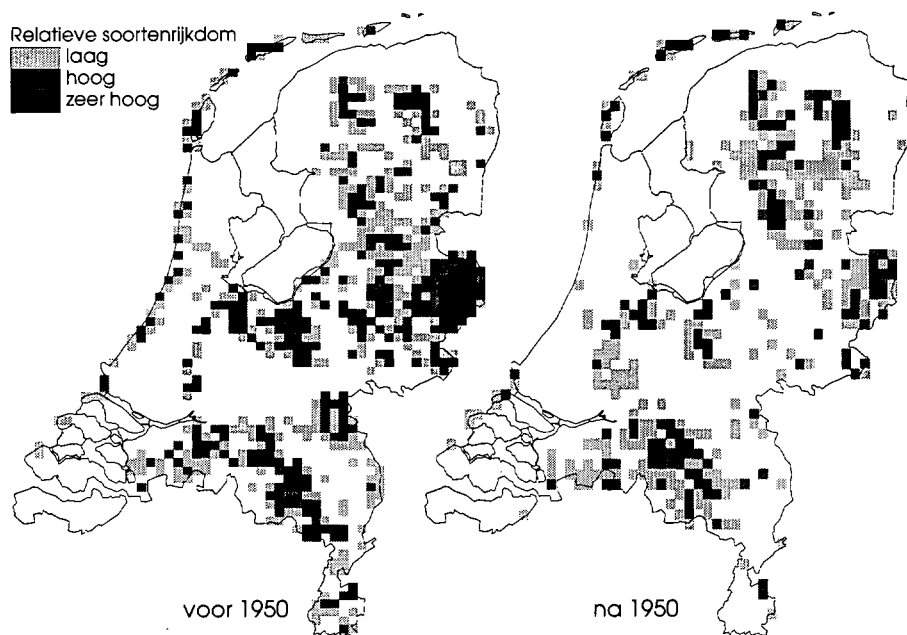 Relatieve soortenrijkdom
laag
hoog
zeer hoog
voor 1950
na 1950